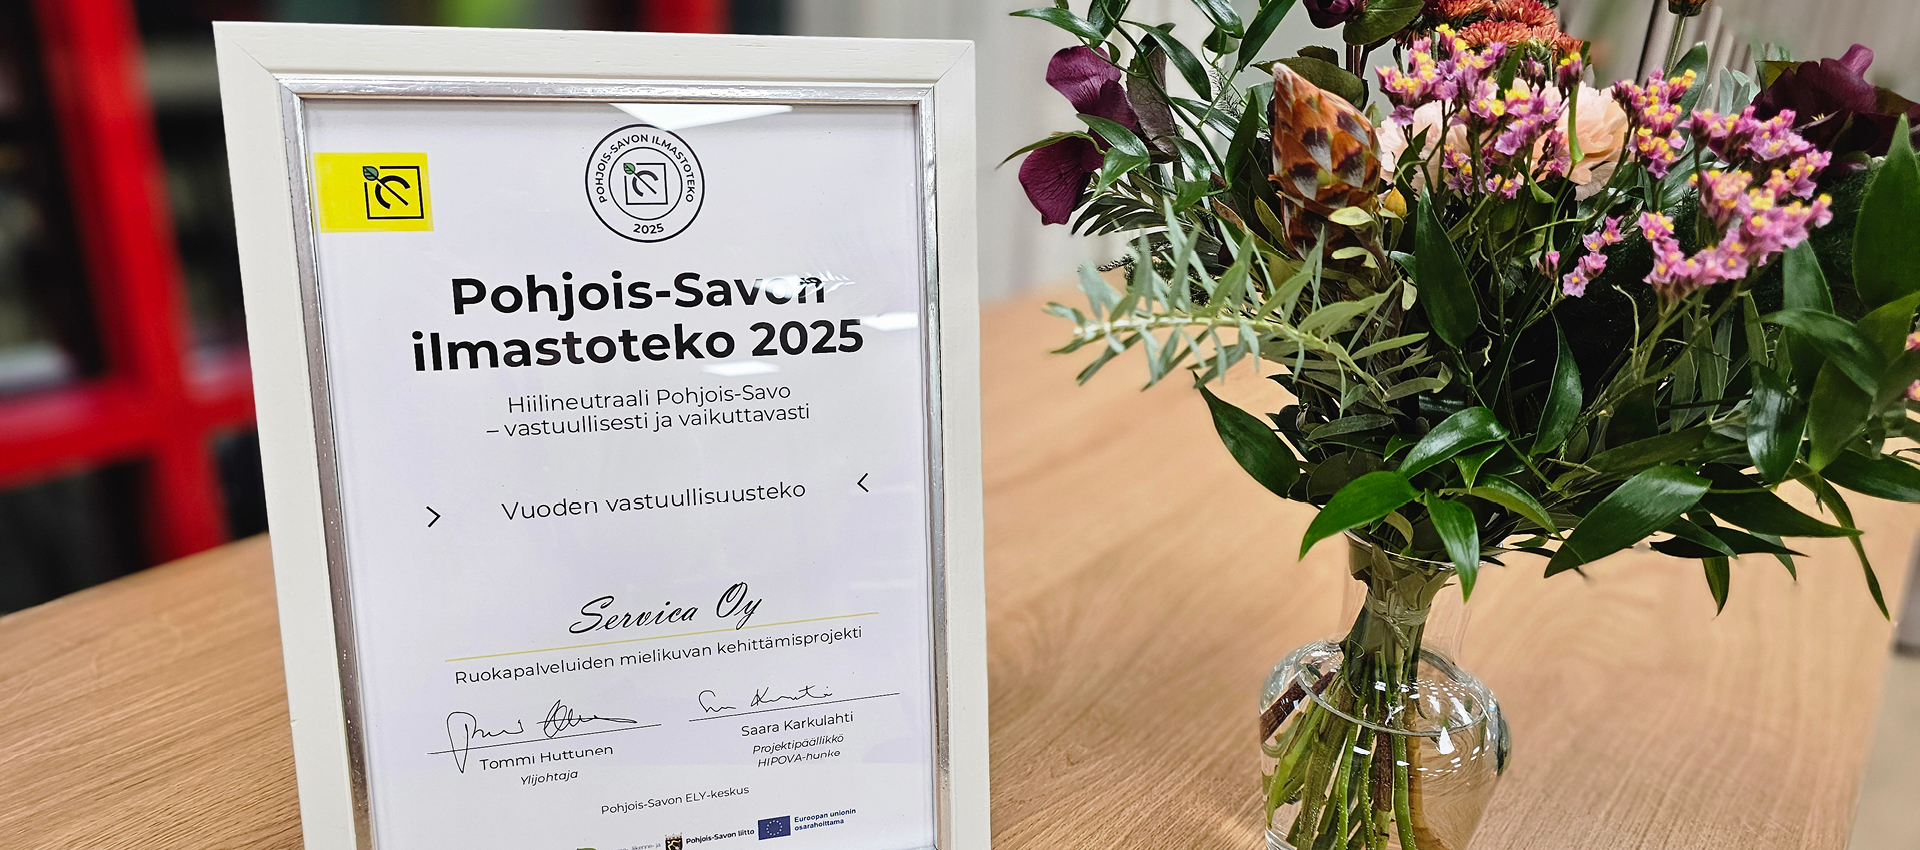 POHJOIS-SAVON ILMASTOTEKO
2025
Pohjois-Savon
ilmastoteko 2025
Hiilineutraali Pohjois-Savo
– vastuullisesti ja vaikuttavasti
Vuoden vastuullisuusteko
Servica Oy
Ruokapalveluiden mielikuvan kehittämisprojekti
Tommi Huttunen
Ylijohtaja
Saara Karkulahti
Projektipäällikkö
HIPOVA-hanke
Pohjois-Savon ELY-keskus
Pohjois-Savon liitto
Euroopan unionin
osarahoittama